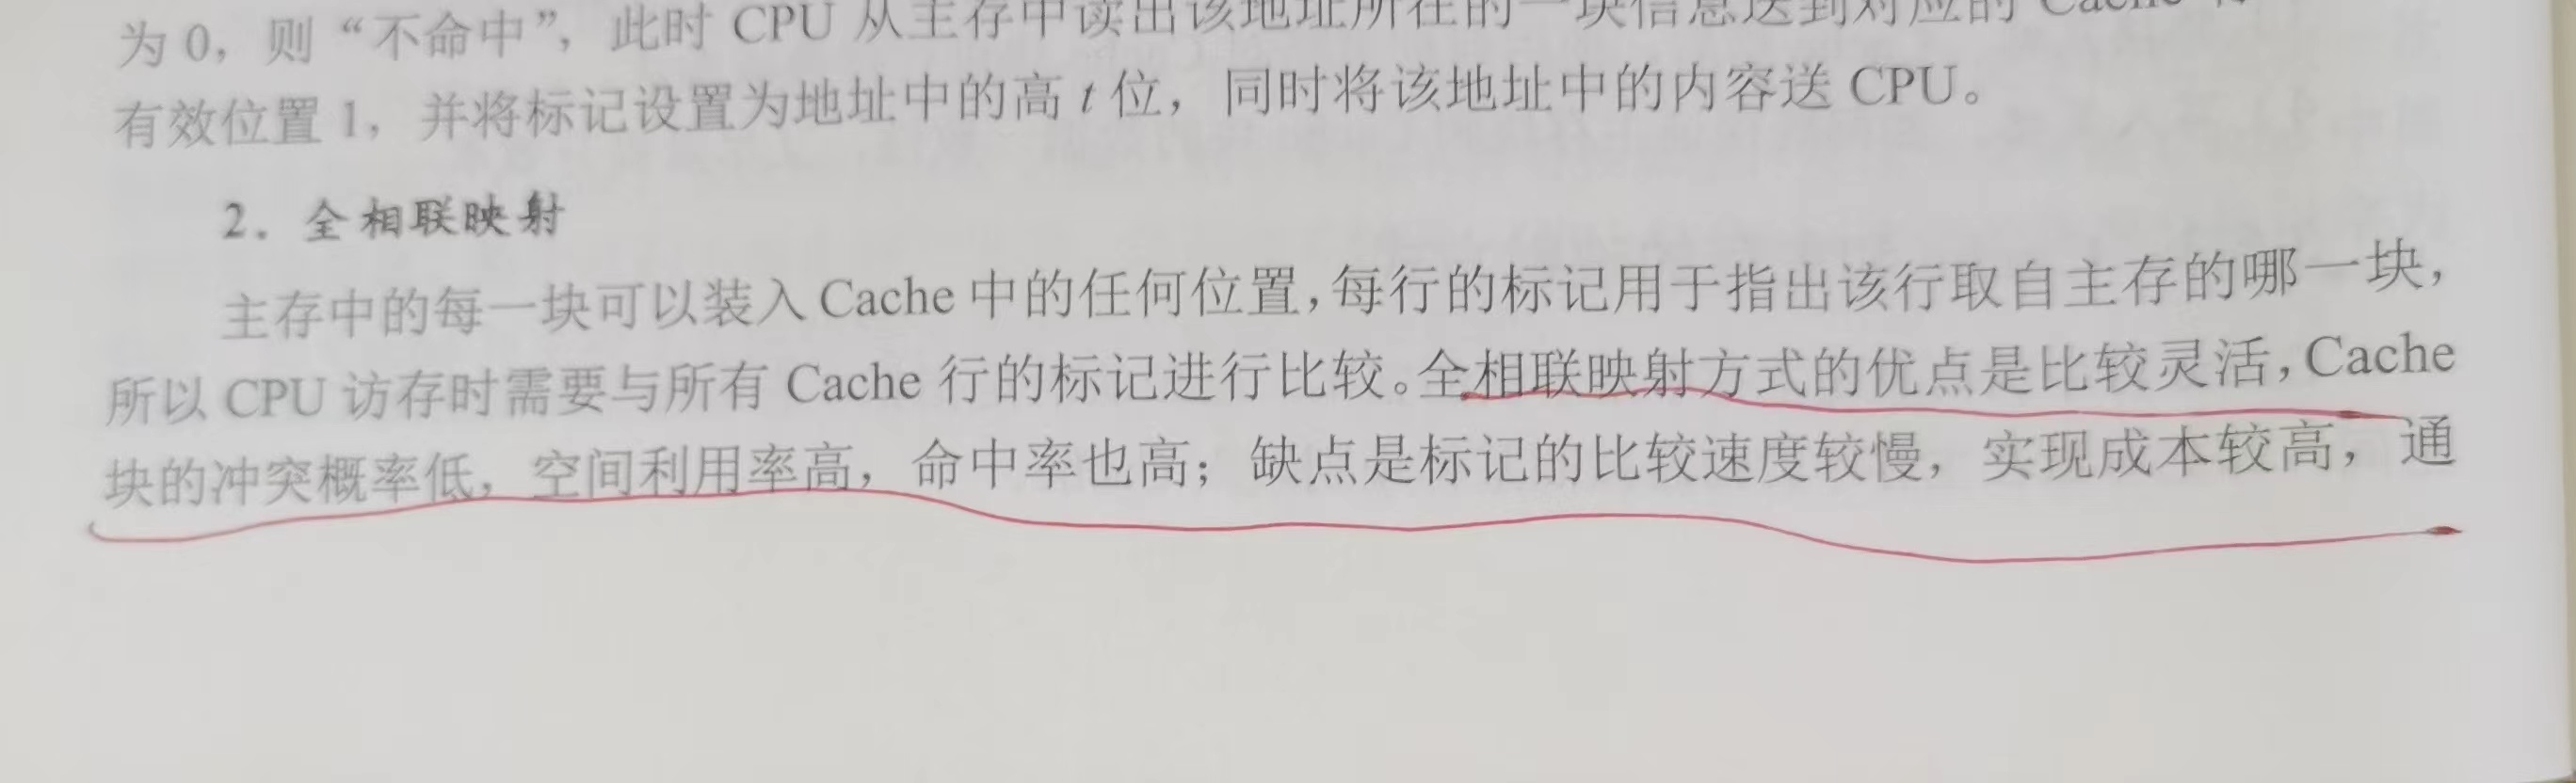 为 0，则“不命中”，此时 CPU 从主存中读出该地址所在的一块信息送到对应的 Cache
有效位置 1，并将标记设置为地址中的高 t 位，同时将该地址中的内容送 CPU。
2. 全相联映射
主存中的每一块可以装入 Cache 中的任何位置，每行的标记用于指出该行取自主存的哪一块，
所以 CPU 访存时需要与所有 Cache 行的标记进行比较。全相联映射方式的优点是比较灵活，Cache
块的冲突概率低，空间利用率高，命中率也高；缺点是标记的比较速度较慢，实现成本较高，通